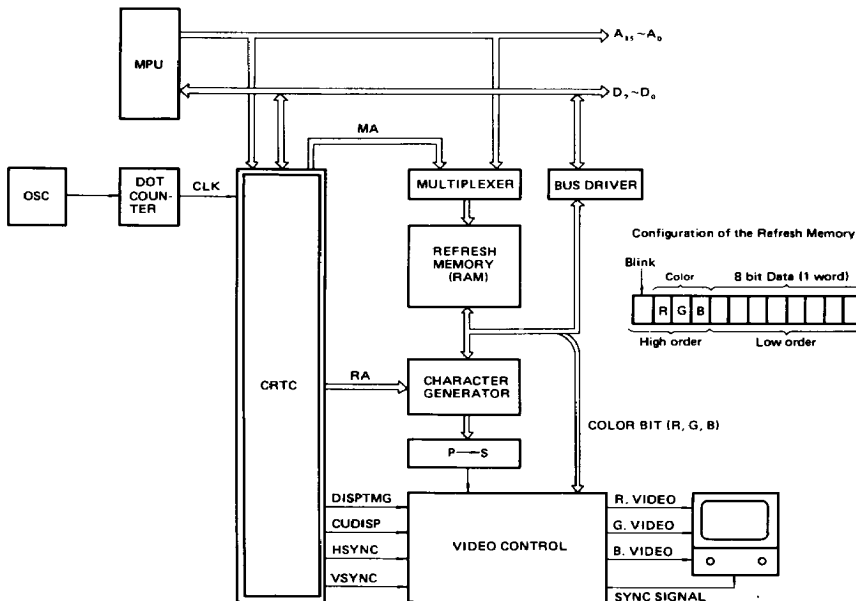 MPU
A₁₅~A₀
D₇~D₀
MA
OSC
DOT
COUN-
TER
CLK
MULTIPLEXER
BUS DRIVER
REFRESH
MEMORY
(RAM)
Configuration of the Refresh Memory
Blink
Color
8 bit Data (1 word)
R G B
High order
Low order
CRTC
RA
CHARACTER
GENERATOR
COLOR BIT (R, G, B)
P→S
DISPTMG
CUDISP
HSYNC
VSYNC
VIDEO CONTROL
R. VIDEO
G. VIDEO
B. VIDEO
SYNC SIGNAL